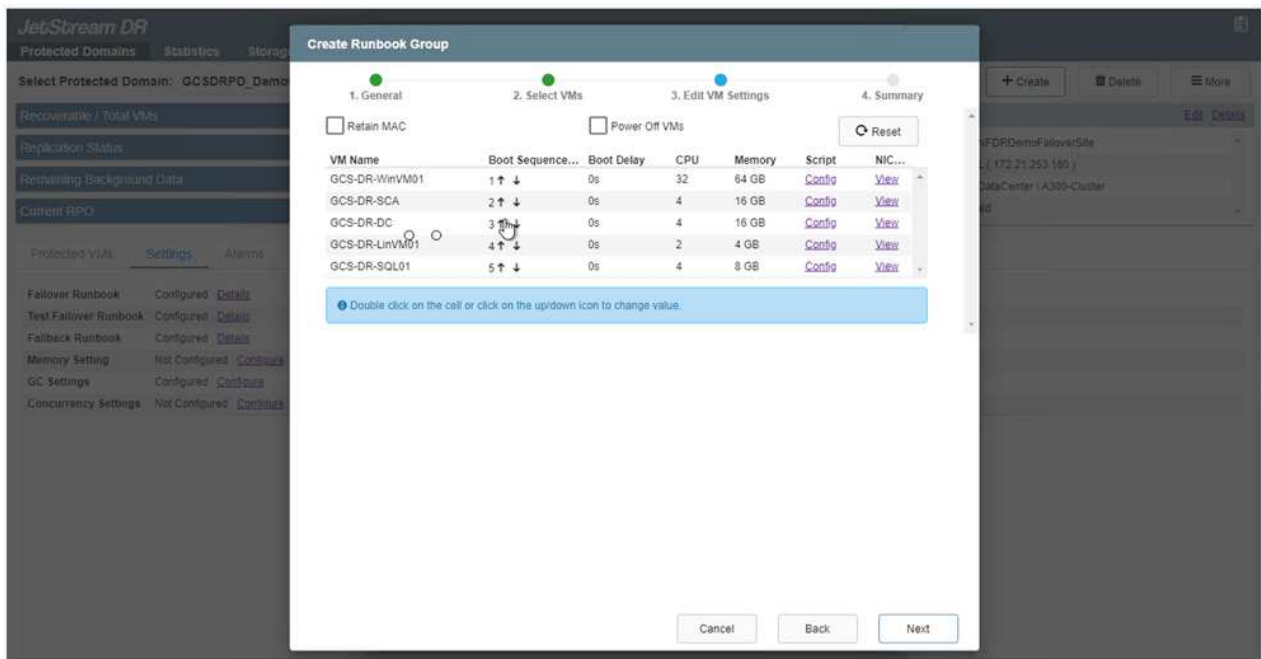 JetStream DR
Protected Domains Statistics Storag
Select Protected Domain: GCSDRPD_Demo + Create Delete More
Recoverable / Total VMs Edit Details
Replication Status
Remaining Background Data
Current RPO
FDRDemoFailoverSite
( 172.21.253.160 )
DataCenter \ A300-Cluster
ed
Protected VMs Settings Alarms
Failover Runbook Configured Details
Test Failover Runbook Configured Details
Failback Runbook Configured Details
Memory Setting Not Configured Configure
GC Settings Configured Configure
Concurrency Settings Not Configured Configure
Create Runbook Group
1. General 2. Select VMs 3. Edit VM Settings 4. Summary
Retain MAC Power Off VMs Reset
VM Name Boot Sequence... Boot Delay CPU Memory Script NIC...
GCS-DR-WinVM01 1 ↑ ↓ 0s 32 64 GB Config View
GCS-DR-SCA 2 ↑ ↓ 0s 4 16 GB Config View
GCS-DR-DC 3 ↑ ↓ 0s 4 16 GB Config View
GCS-DR-LinVM01 4 ↑ ↓ 0s 2 4 GB Config View
GCS-DR-SQL01 5 ↑ ↓ 0s 4 8 GB Config View
Double click on the cell or click on the up/down icon to change value.
Cancel Back Next